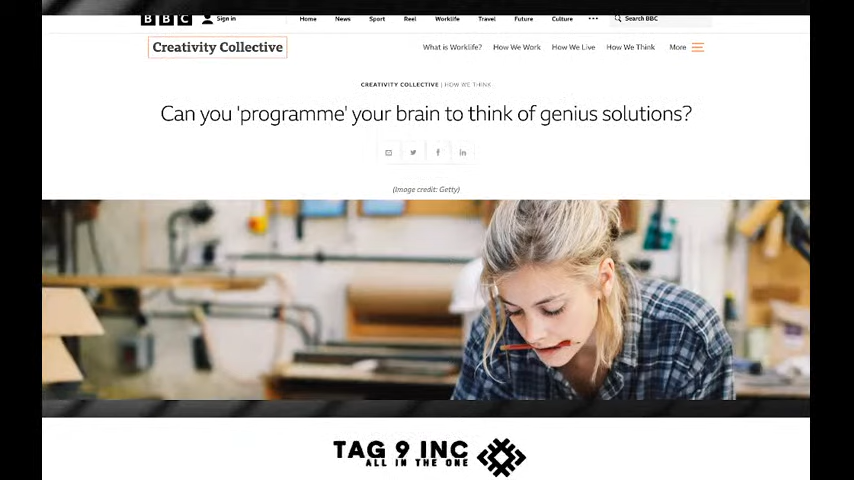 BBC Sign in Home News Sport Reel Worklife Travel Future Culture ••• Search BBC
Creativity Collective What is Worklife? How We Work How We Live How We Think More
CREATIVITY COLLECTIVE | HOW WE THINK
Can you 'programme' your brain to think of genius solutions?
(Image credit: Getty)
TAG 9 INC
ALL IN THE ONE